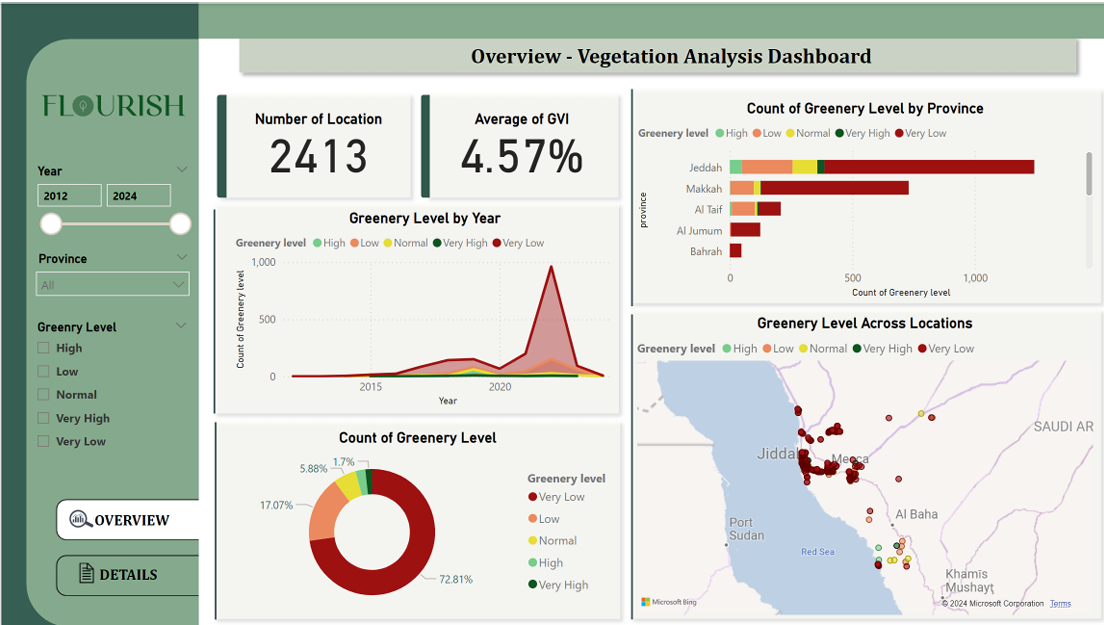 Overview - Vegetation Analysis Dashboard
FLOURISH
Year
2012 2024
Province
All
Greenry Level
High
Low
Normal
Very High
Very Low
OVERVIEW
DETAILS
Number of Location
2413
Average of GVI
4.57%
Greenery Level by Year
Greenery level High Low Normal Very High Very Low
Count of Greenery level
1,000
500
0
2015 2020
Year
Count of Greenery Level
1.7%
5.88%
17.07%
72.81%
Greenery level
Very Low
Low
Normal
High
Very High
Count of Greenery Level by Province
Greenery level High Low Normal Very High Very Low
province
Jeddah
Makkah
Al Taif
Al Jumum
Bahrah
0 500 1,000
Count of Greenery level
Greenery Level Across Locations
Greenery level High Low Normal Very High Very Low
SAUDI AR
Jiddah Mecca
Al Baha
Port
Sudan
Red Sea
Khamīs
Mushayţ
Microsoft Bing
© 2024 Microsoft Corporation Terms